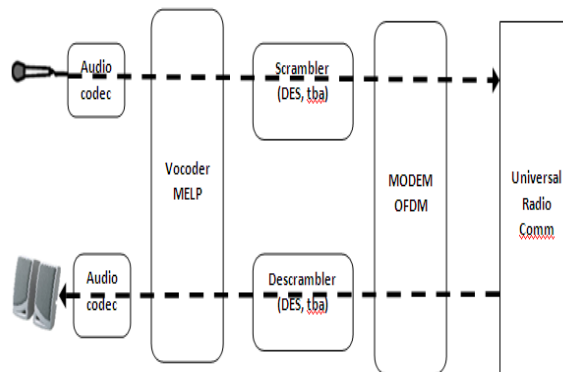 Audio
codec
Vocoder
MELP
Scrambler
(DES, tba)
MODEM
OFDM
Universal
Radio
Comm
Audio
codec
Descrambler
(DES, tba)